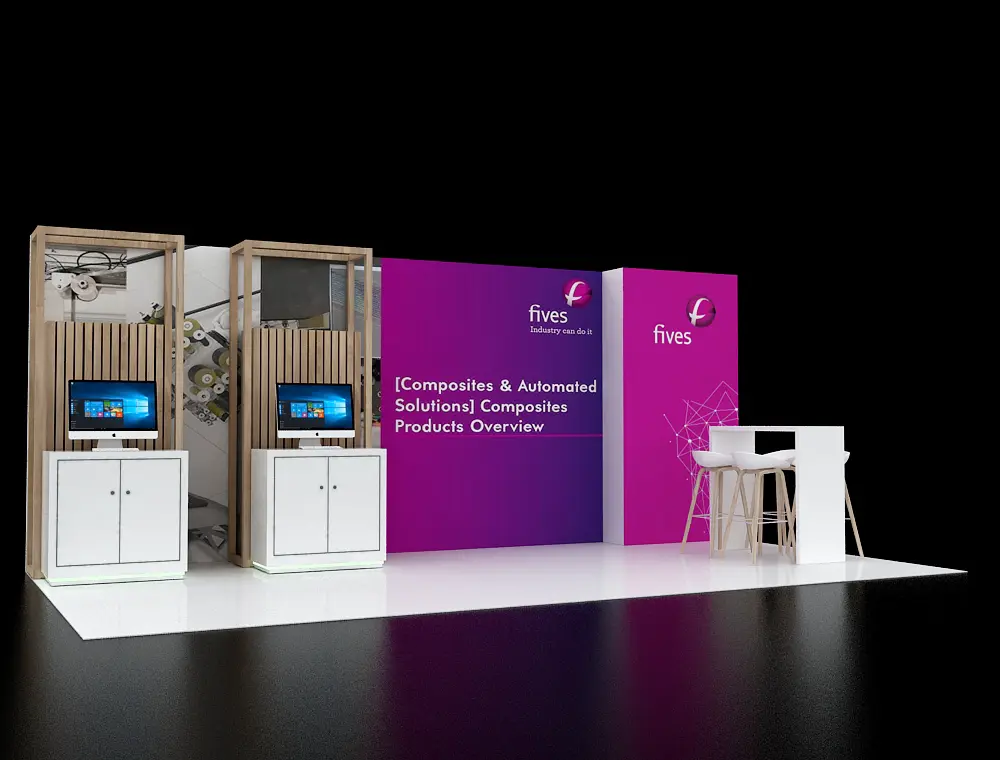 fives
Industry can do it
[Composites & Automated
Solutions] Composites
Products Overview
fives